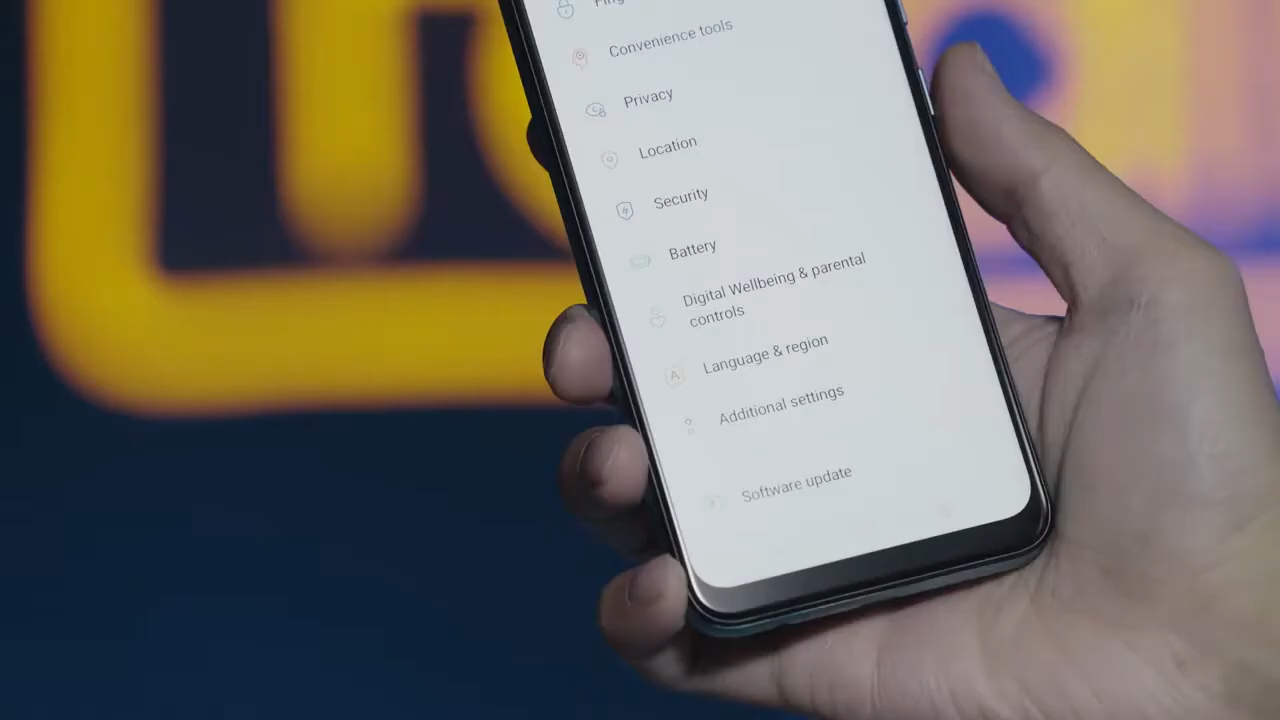 Convenience tools
Privacy
Location
Security
Battery
Digital Wellbeing & parental
controls
Language & region
Additional settings
Software update